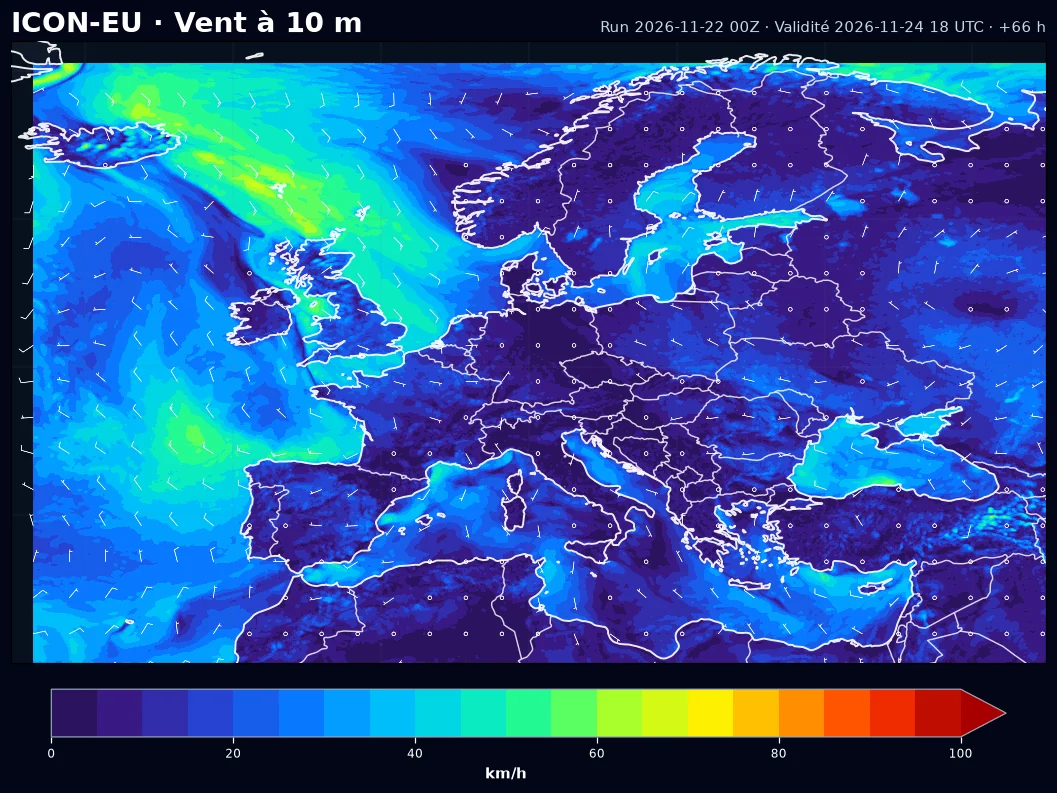 ICON-EU · Vent à 10 m
Run 2026-11-22 00Z · Validité 2026-11-24 18 UTC · +66 h
0 20 40 60 80 100
km/h